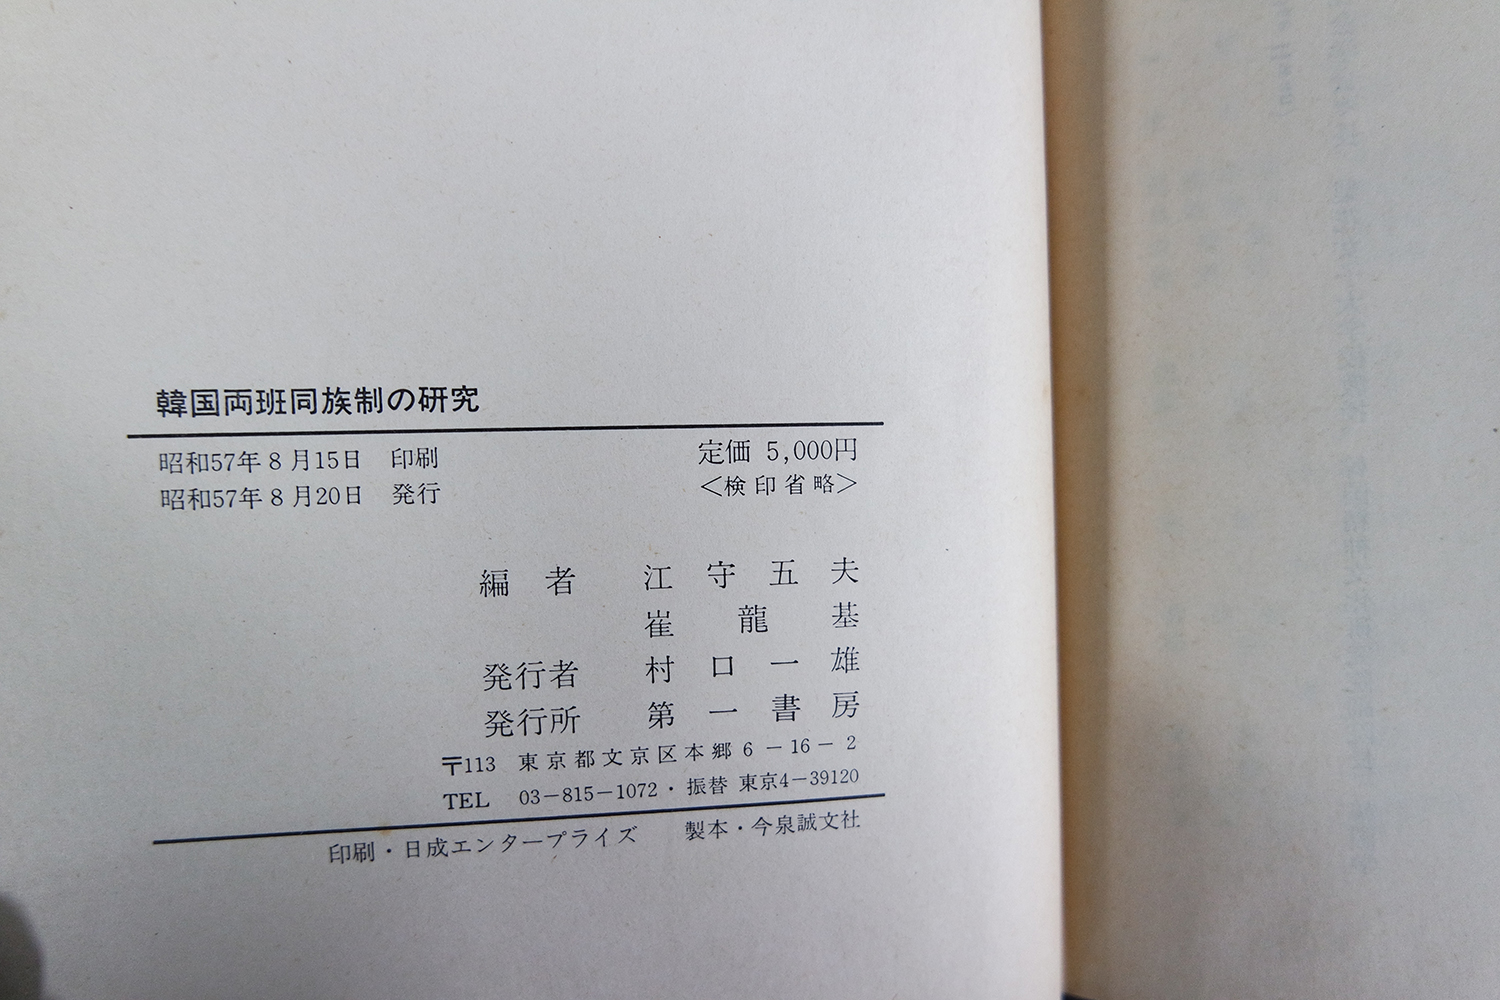 韓国両班同族制の研究
昭和57年8月15日 印刷 定価 5,000円
昭和57年8月20日 発行 <検印省略>
編者 江守五夫
崔龍基
発行者 村口一雄
発行所 第一書房
〒113 東京都文京区本郷6-16-2
TEL 03-815-1072・振替 東京4-39120
印刷・日成エンタープライズ 製本・今泉誠文社